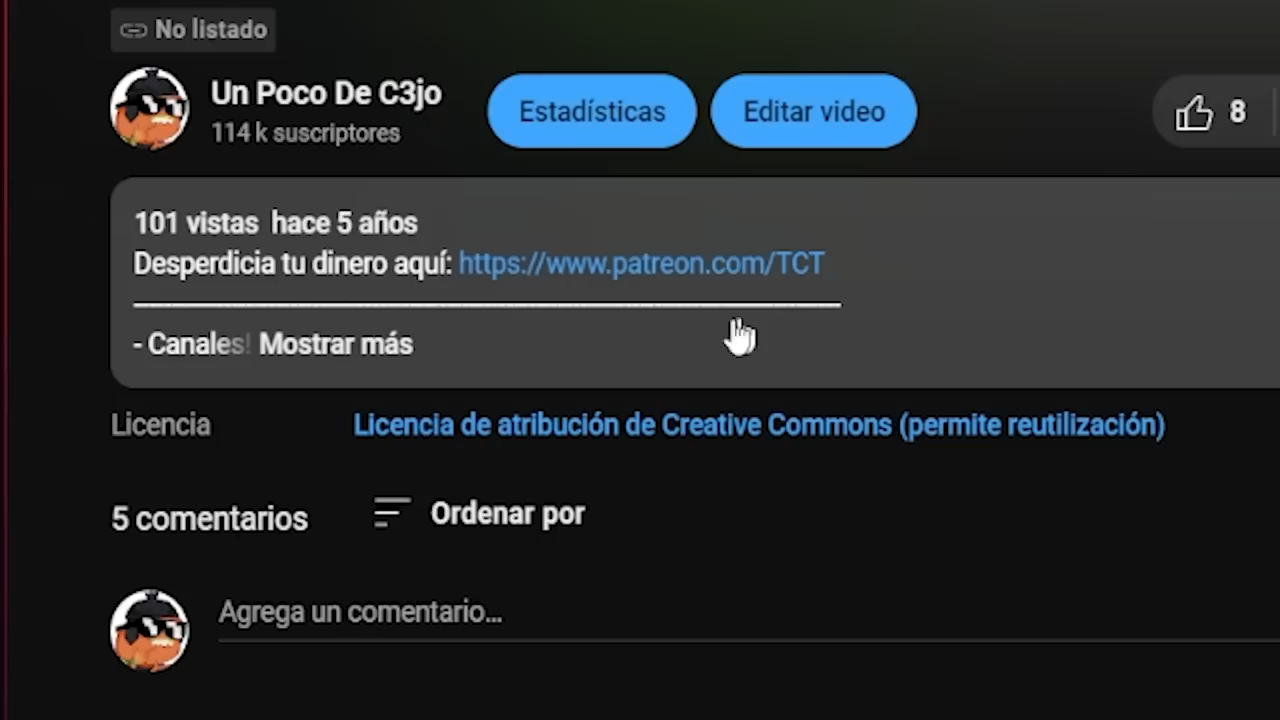 No listado
Un Poco De C3jo
114 k suscriptores
Estadísticas
Editar video
8
101 vistas hace 5 años
Desperdicia tu dinero aquí: https://www.patreon.com/TCT
- Canales! Mostrar más
Licencia
Licencia de atribución de Creative Commons (permite reutilización)
5 comentarios
Ordenar por
Agrega un comentario...